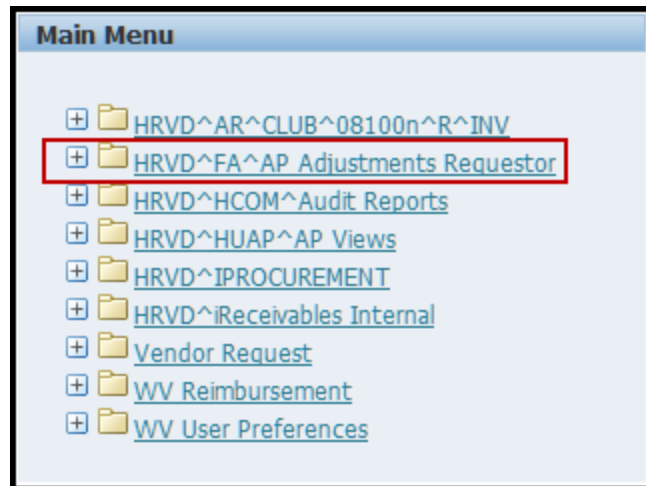 Main Menu
HRVD^AR^CLUB^08100n^R^INV
HRVD^FA^AP Adjustments Requestor
HRVD^HCOM^Audit Reports
HRVD^HUAP^AP Views
HRVD^IPROCUREMENT
HRVD^iReceivables Internal
Vendor Request
WV Reimbursement
WV User Preferences